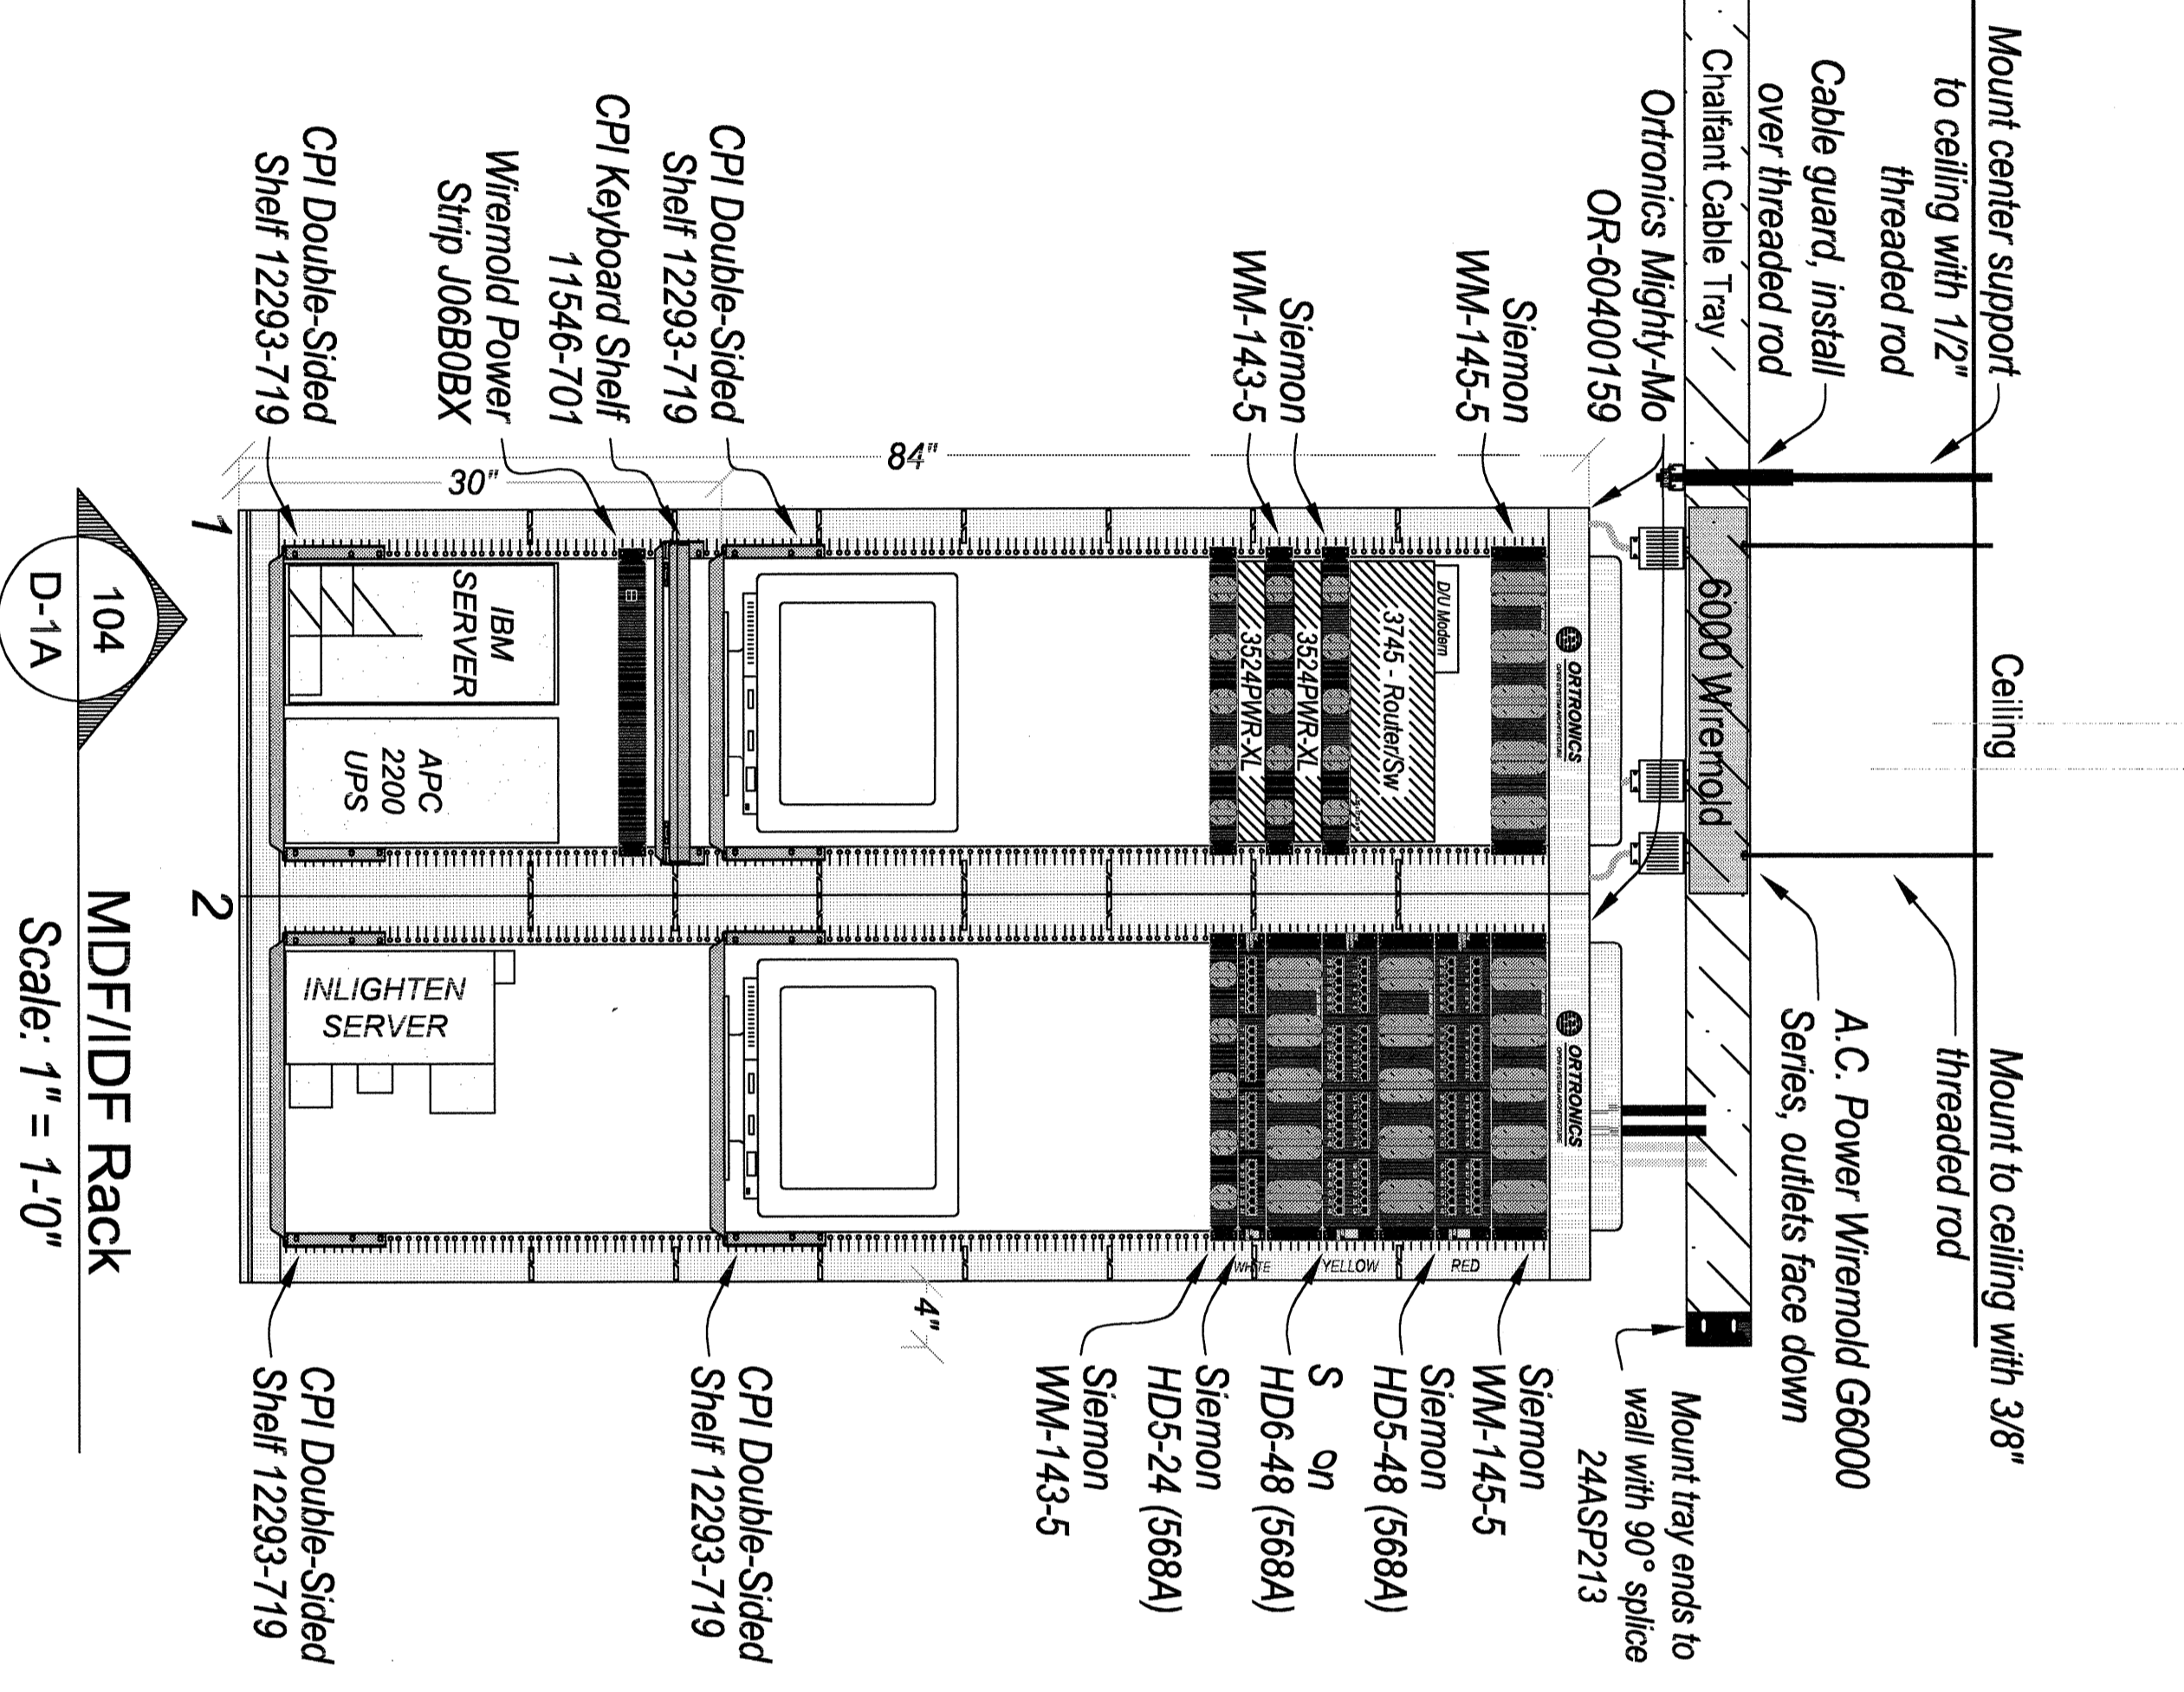 Mount center support
to ceiling with 1/2"
threaded rod
Cable guard, install
over threaded rod
Chalfant Cable Tray
Ortronics Mighty-Mo
OR-60400159
Ceiling
Mount to ceiling with 3/8"
threaded rod
A.C. Power Wiremold G6000
Series, outlets face down
6000 Wiremold
Mount tray ends to
wall with 90° splice
24ASP213
Siemon
WM-145-5
Siemon
WM-143-5
CPI Double-Sided
Shelf 12293-719
CPI Keyboard Shelf
11546-701
Wiremold Power
Strip J06B0BX
CPI Double-Sided
Shelf 12293-719
84"
30"
ORTRONICS
OPEN SYSTEM ARCHITECTURE
D/U Modem
3745 - Router/Sw
3524PWR-XL
3524PWR-XL
IBM
SERVER
APC
2200
UPS
1
ORTRONICS
OPEN SYSTEM ARCHITECTURE
RED
YELLOW
WHITE
INLIGHTEN
SERVER
2
4"
Siemon
WM-145-5
Siemon
HD5-48 (568A)
S on
HD6-48 (568A)
Siemon
HD5-24 (568A)
Siemon
WM-143-5
CPI Double-Sided
Shelf 12293-719
CPI Double-Sided
Shelf 12293-719
104
D-1A
MDF/IDF Rack
Scale: 1" = 1-'0"